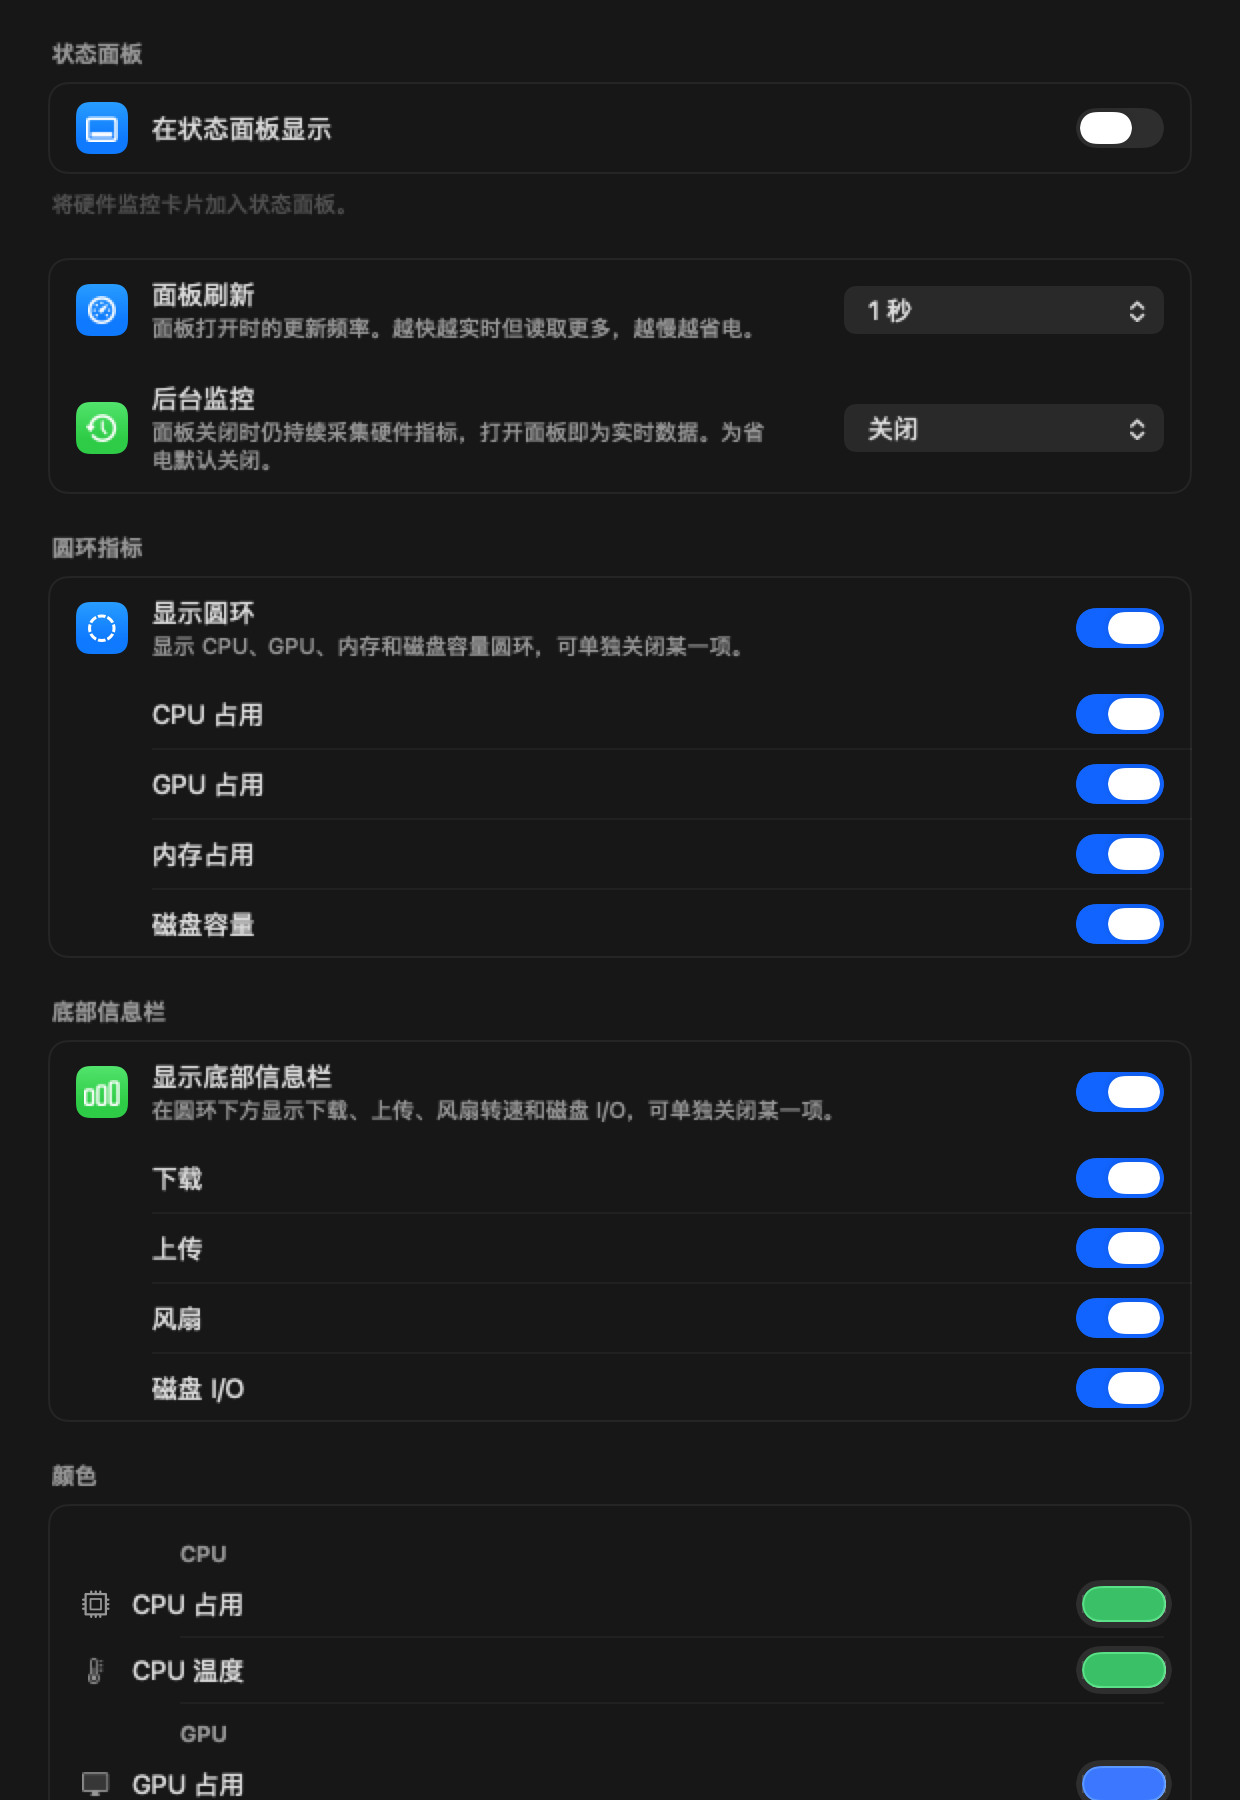 状态面板
在状态面板显示
将硬件监控卡片加入状态面板。
面板刷新
面板打开时的更新频率。越快越实时但读取更多，越慢越省电。
1 秒
后台监控
面板关闭时仍持续采集硬件指标，打开面板即为实时数据。为省
电默认关闭。
关闭
圆环指标
显示圆环
显示 CPU、GPU、内存和磁盘容量圆环，可单独关闭某一项。
CPU 占用
GPU 占用
内存占用
磁盘容量
底部信息栏
显示底部信息栏
在圆环下方显示下载、上传、风扇转速和磁盘 I/O，可单独关闭某一项。
下载
上传
风扇
磁盘 I/O
颜色
CPU
CPU 占用
CPU 温度
GPU
GPU 占用